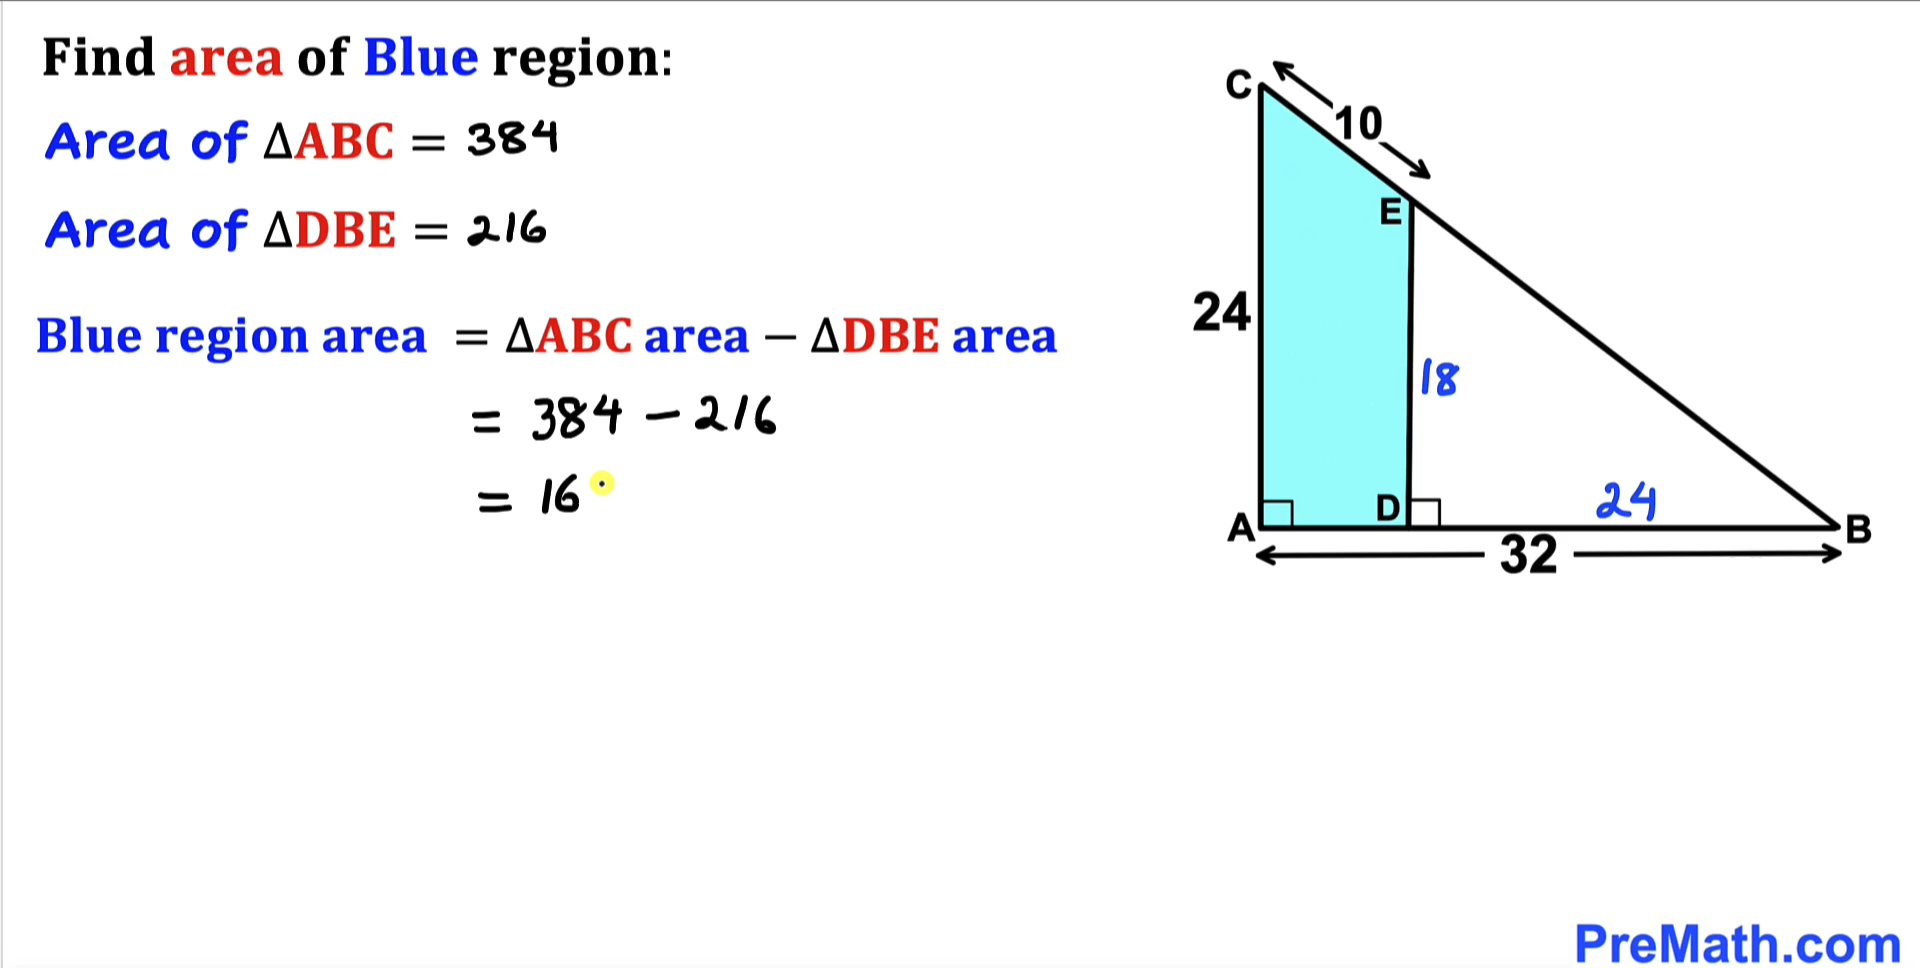 Find area of Blue region:
Area of ΔABC = 384
Area of ΔDBE = 216
Blue region area = ΔABC area − ΔDBE area
= 384 − 216
= 16
C
10
E
24
18
D
24
A
B
32
PreMath.com